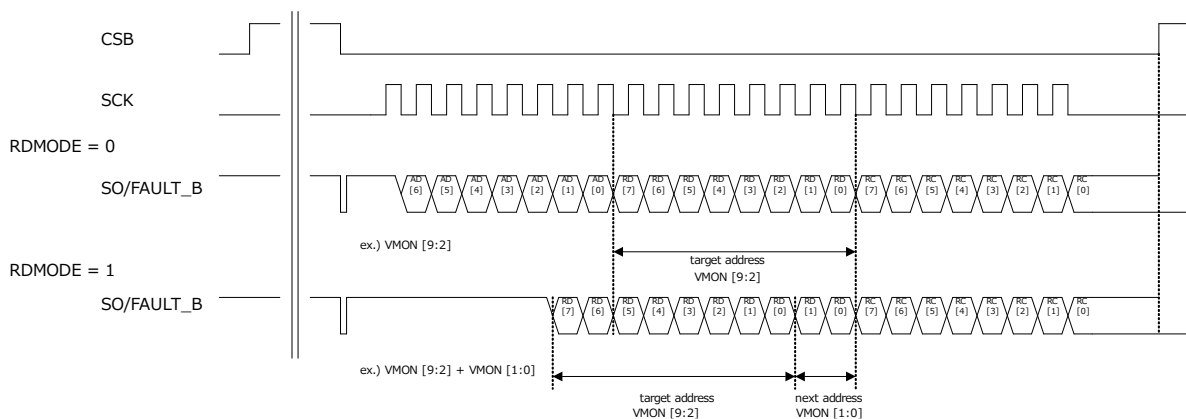 CSB
SCK
RDMODE = 0
SO/FAULT_B
AD [6] AD [5] AD [4] AD [3] AD [2] AD [1] AD [0] RD [7] RD [6] RD [5] RD [4] RD [3] RD [2] RD [1] RD [0] RC [7] RC [6] RC [5] RC [4] RC [3] RC [2] RC [1] RC [0]
ex.) VMON [9:2]
target address
VMON [9:2]
RDMODE = 1
SO/FAULT_B
RD [7] RD [6] RD [5] RD [4] RD [3] RD [2] RD [1] RD [0] RD [1] RD [0] RC [7] RC [6] RC [5] RC [4] RC [3] RC [2] RC [1] RC [0]
ex.) VMON [9:2] + VMON [1:0]
target address
VMON [9:2]
next address
VMON [1:0]